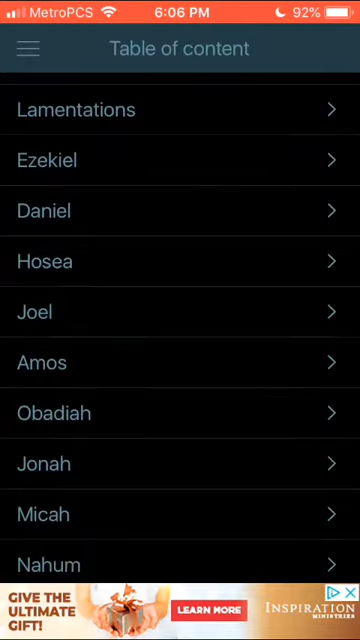 MetroPCS 6:06 PM 92%
Table of content
Lamentations
Ezekiel
Daniel
Hosea
Joel
Amos
Obadiah
Jonah
Micah
Nahum
GIVE THE
ULTIMATE
GIFT!
LEARN MORE
INSPIRATION
MINISTRIES